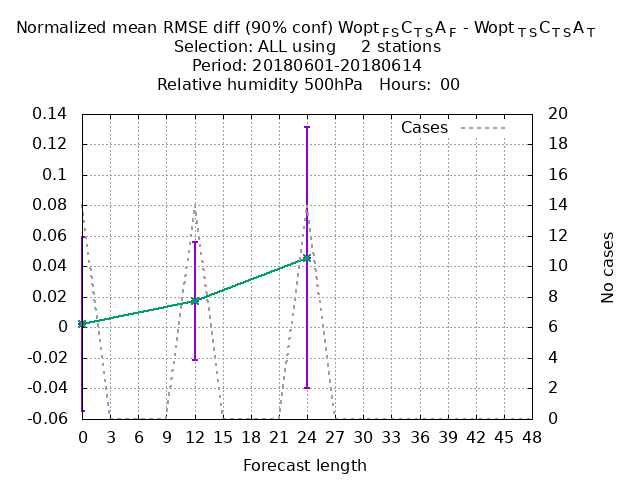 Normalized mean RMSE diff (90% conf) Wopt FS C TS A F - Wopt TS C TS A T
Selection: ALL using 2 stations
Period: 20180601-20180614
Relative humidity 500hPa Hours: 00
0.14
0.12
0.1
0.08
0.06
0.04
0.02
0
-0.02
-0.04
-0.06
Cases
20
18
16
14
12
10
8
6
4
2
0
No cases
0 3 6 9 12 15 18 21 24 27 30 33 36 39 42 45 48
Forecast length